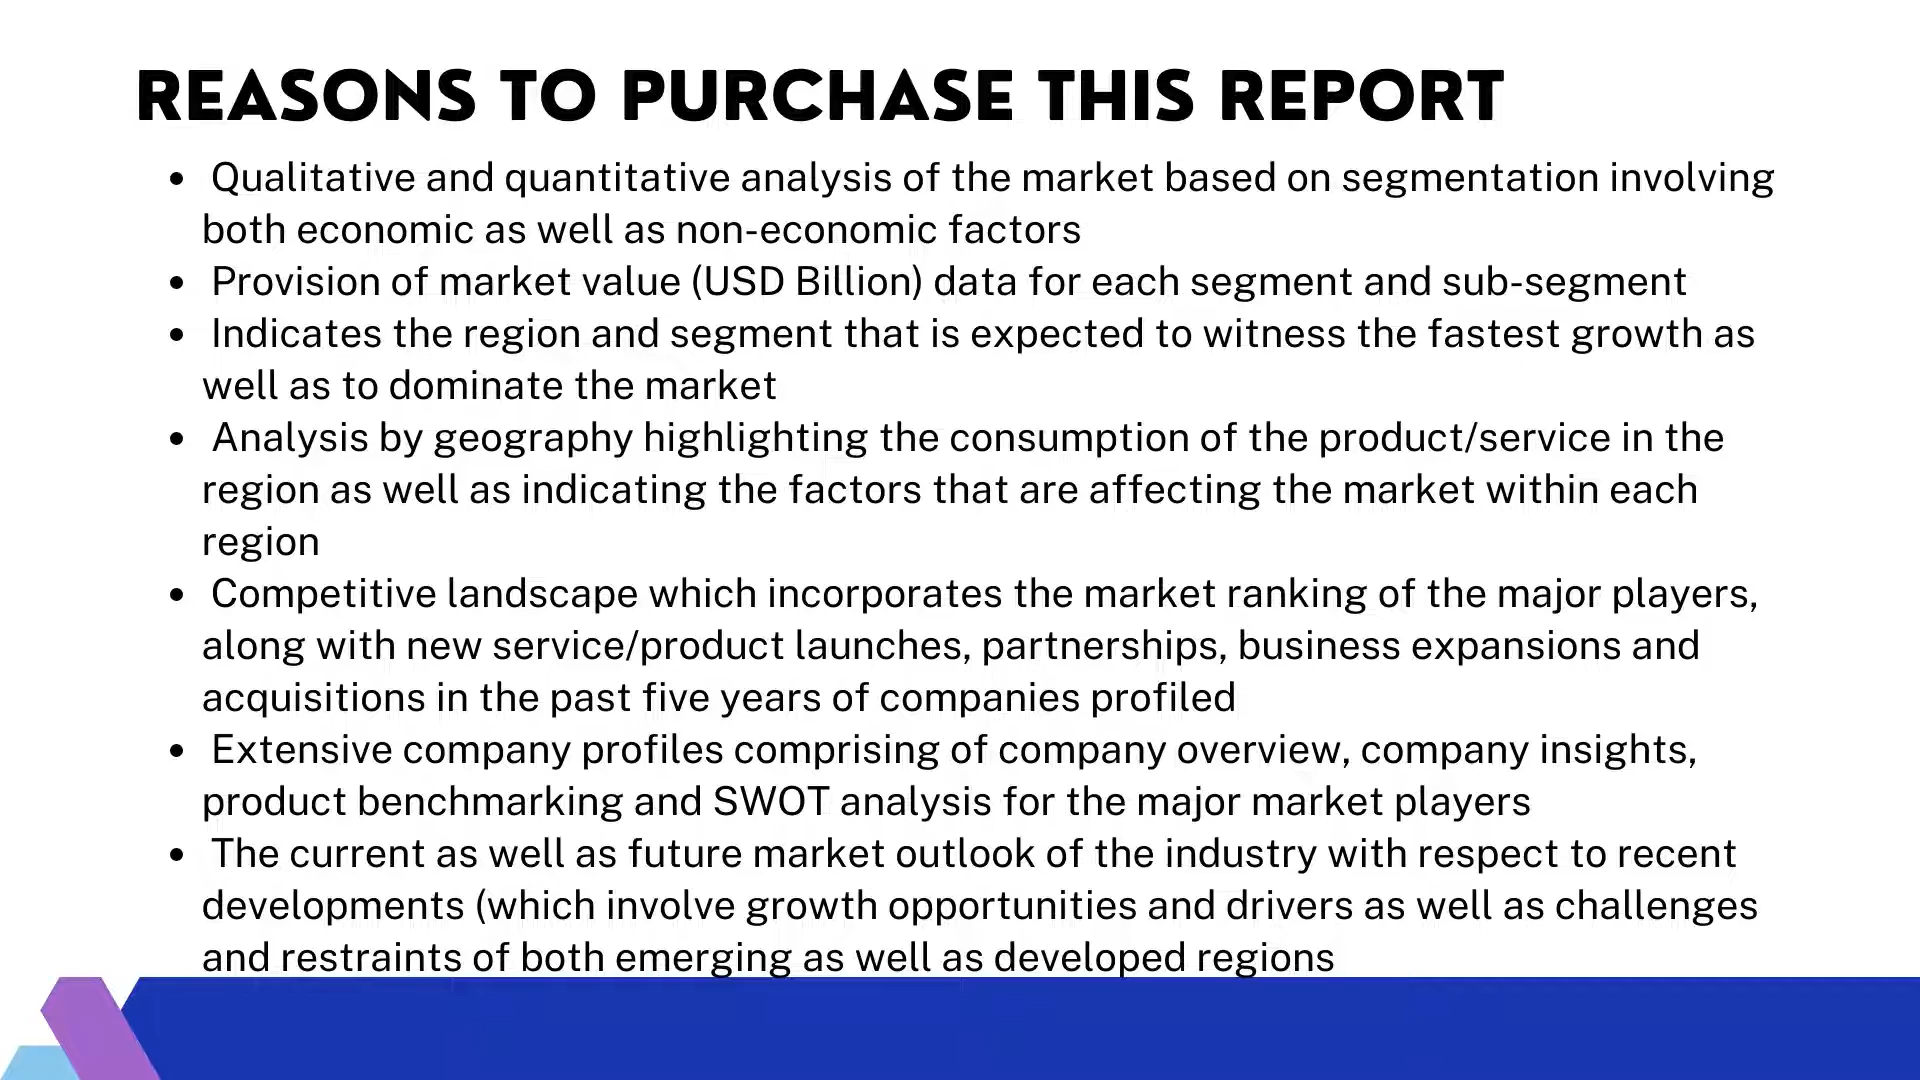 REASONS TO PURCHASE THIS REPORT
• Qualitative and quantitative analysis of the market based on segmentation involving
both economic as well as non-economic factors
• Provision of market value (USD Billion) data for each segment and sub-segment
• Indicates the region and segment that is expected to witness the fastest growth as
well as to dominate the market
• Analysis by geography highlighting the consumption of the product/service in the
region as well as indicating the factors that are affecting the market within each
region
• Competitive landscape which incorporates the market ranking of the major players,
along with new service/product launches, partnerships, business expansions and
acquisitions in the past five years of companies profiled
• Extensive company profiles comprising of company overview, company insights,
product benchmarking and SWOT analysis for the major market players
• The current as well as future market outlook of the industry with respect to recent
developments (which involve growth opportunities and drivers as well as challenges
and restraints of both emerging as well as developed regions